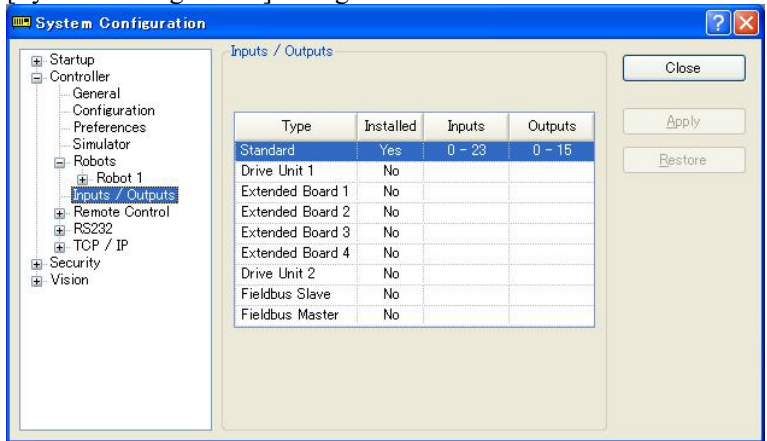 System Configuration
Startup
Controller
General
Configuration
Preferences
Simulator
Robots
Robot 1
Inputs / Outputs
Remote Control
RS232
TCP / IP
Security
Vision
Inputs / Outputs
Type Installed Inputs Outputs
Standard Yes 0 - 23 0 - 15
Drive Unit 1 No
Extended Board 1 No
Extended Board 2 No
Extended Board 3 No
Extended Board 4 No
Drive Unit 2 No
Fieldbus Slave No
Fieldbus Master No
Close
Apply
Restore